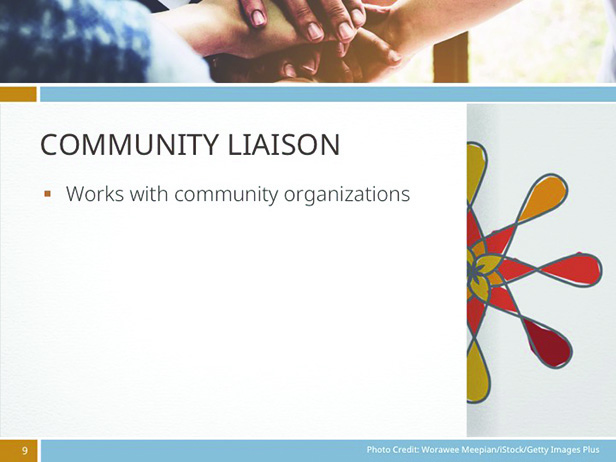 COMMUNITY LIAISON
Works with community organizations
9
Photo Credit: Worawee Meepian/iStock/Getty Images Plus